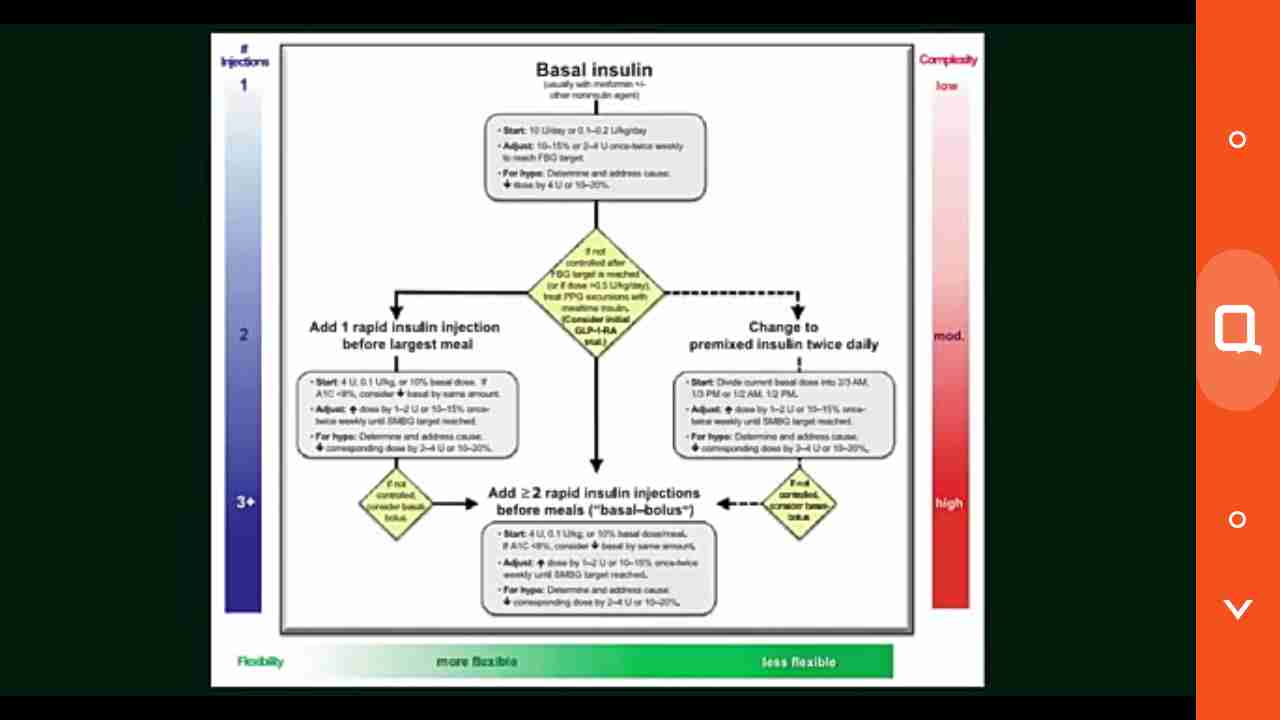 #
Injections
1
2
3+
Complexity
low
mod.
high
Basal insulin
(usually with metformin +/-
other noninsulin agent)
• Start: 10 U/day or 0.1–0.2 U/kg/day
• Adjust: 10–15% or 2–4 U once-twice weekly
to reach FBG target.
• For hypo: Determine and address cause;
↓ dose by 4 U or 10–20%.
If not
controlled after
FBG target is reached
(or if dose >0.5 U/kg/day),
treat PPG excursions with
mealtime insulin.
(Consider initial
GLP-1-RA
trial.)
Add 1 rapid insulin injection
before largest meal
• Start: 4 U, 0.1 U/kg, or 10% basal dose. If
A1C <8%, consider ↓ basal by same amount.
• Adjust: ↑ dose by 1–2 U or 10–15% once-
twice weekly until SMBG target reached.
• For hypo: Determine and address cause;
↓ corresponding dose by 2–4 U or 10–20%.
If not
controlled,
consider basal-
bolus.
Change to
premixed insulin twice daily
• Start: Divide current basal dose into 2/3 AM,
1/3 PM or 1/2 AM, 1/2 PM.
• Adjust: ↑ dose by 1–2 U or 10–15% once-
twice weekly until SMBG target reached.
• For hypo: Determine and address cause;
↓ corresponding dose by 2–4 U or 10–20%.
If not
controlled,
consider basal-
bolus.
Add ≥2 rapid insulin injections
before meals ("basal–bolus")
• Start: 4 U, 0.1 U/kg, or 10% basal dose/meal.
If A1C <8%, consider ↓ basal by same amount.
• Adjust: ↑ dose by 1–2 U or 10–15% once-twice
weekly until SMBG target reached.
• For hypo: Determine and address cause;
↓ corresponding dose by 2–4 U or 10–20%.
Flexibility
more flexible
less flexible